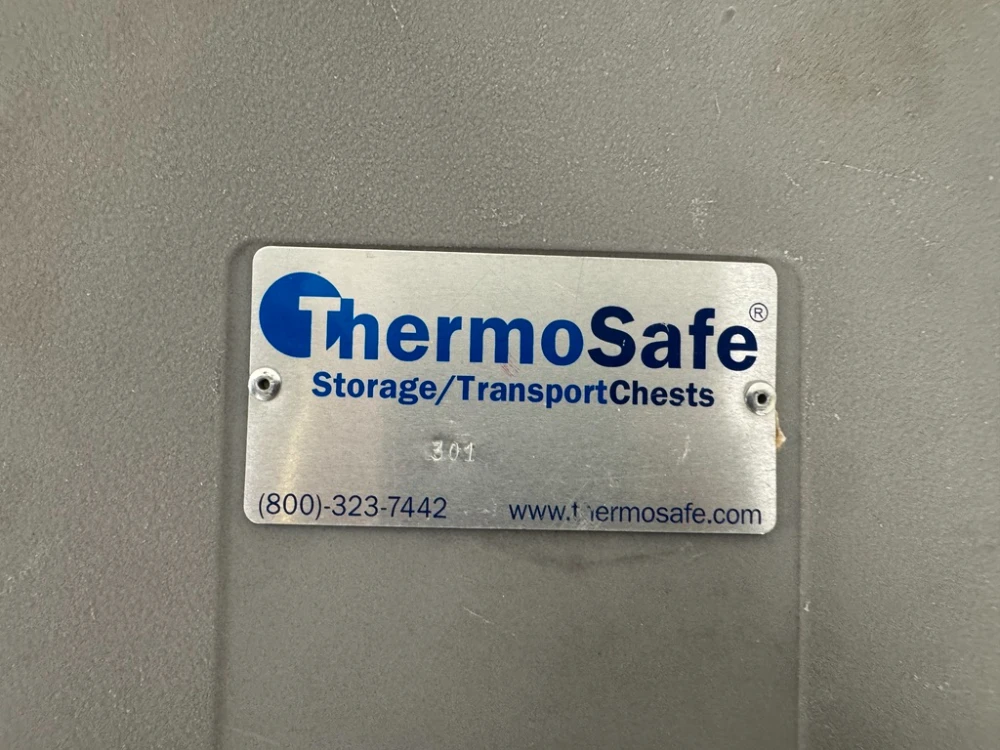 ThermoSafe®
Storage/TransportChests
301
(800)-323-7442 www.thermosafe.com